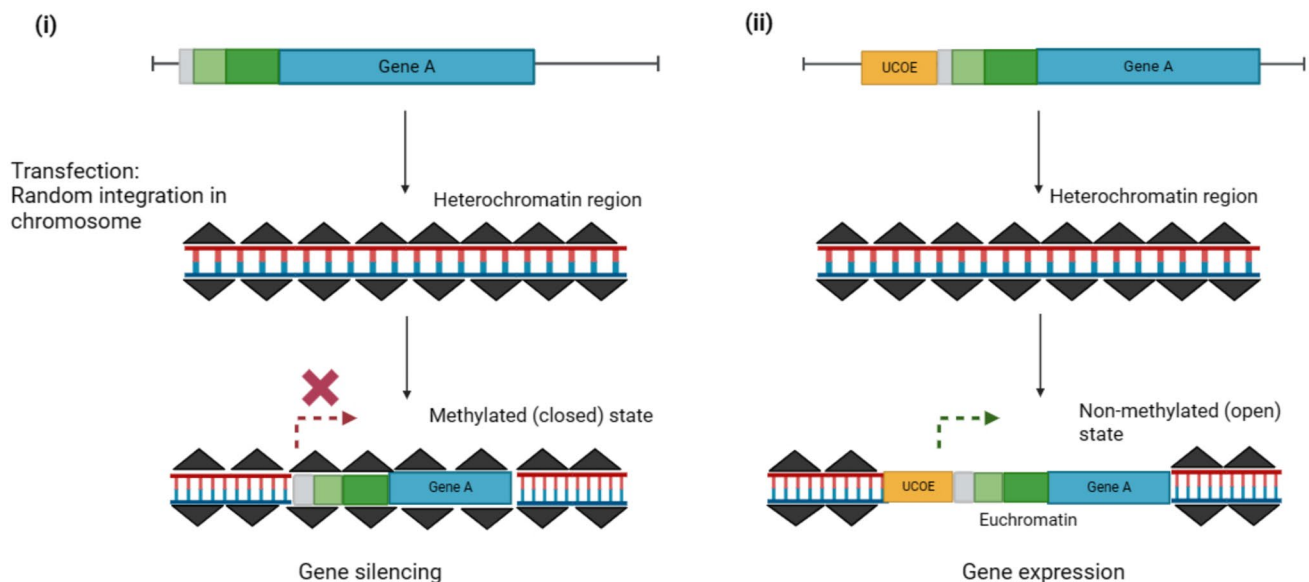 (i)
Gene A
Transfection:
Random integration in
chromosome
Heterochromatin region
Methylated (closed) state
Gene A
Gene silencing
(ii)
UCOE
Gene A
Heterochromatin region
Non-methylated (open)
state
UCOE
Gene A
Euchromatin
Gene expression